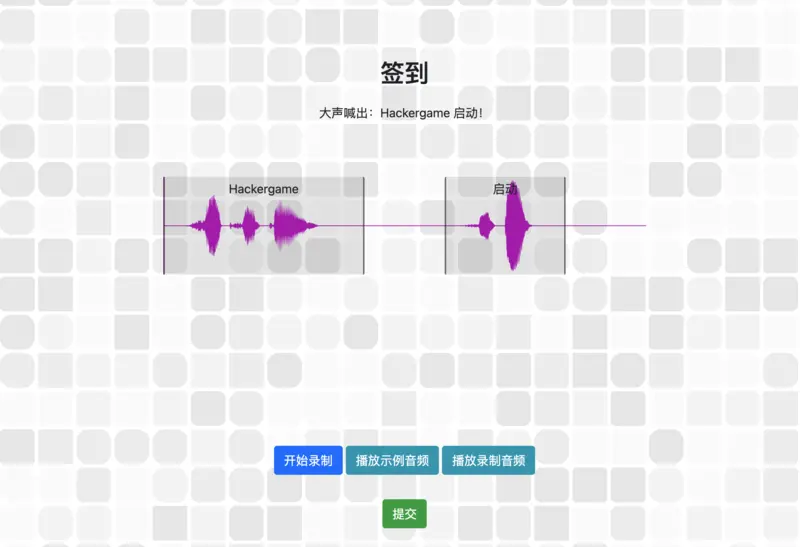 签到
大声喊出：Hackergame 启动！
Hackergame
启动
开始录制 播放示例音频 播放录制音频
提交